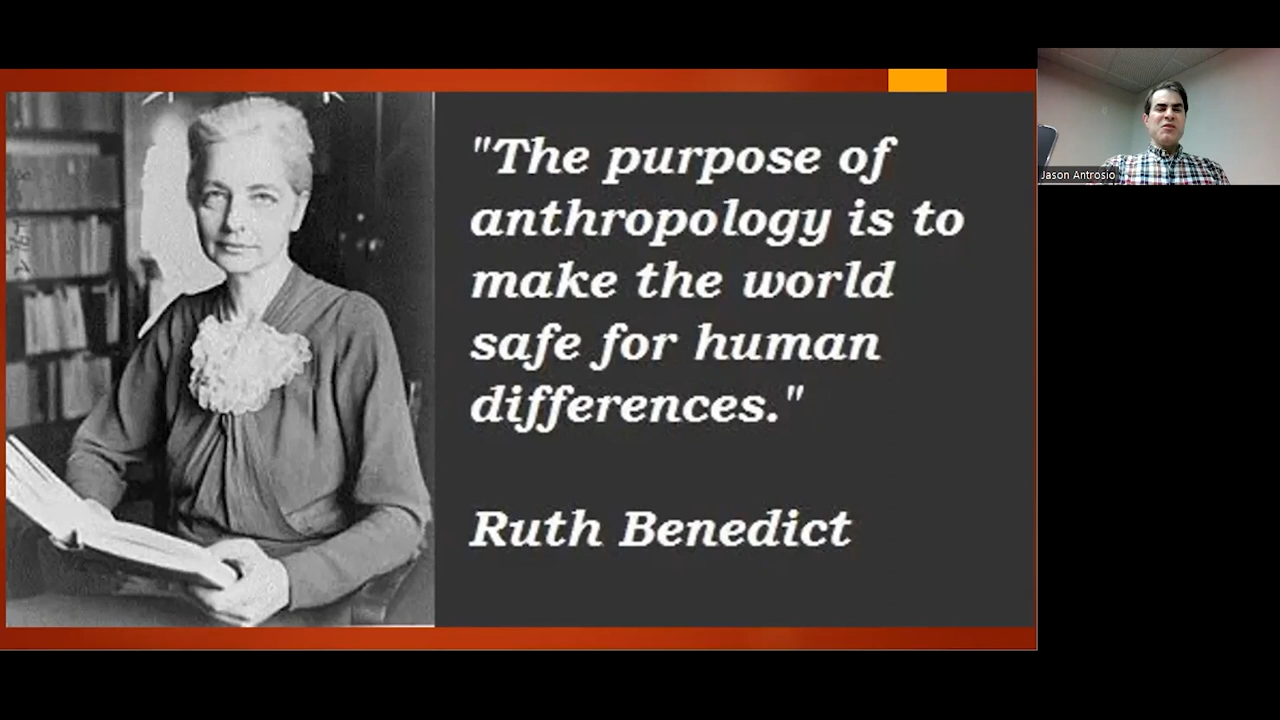 "The purpose of
anthropology is to
make the world
safe for human
differences."
Ruth Benedict
Jason Antrosio